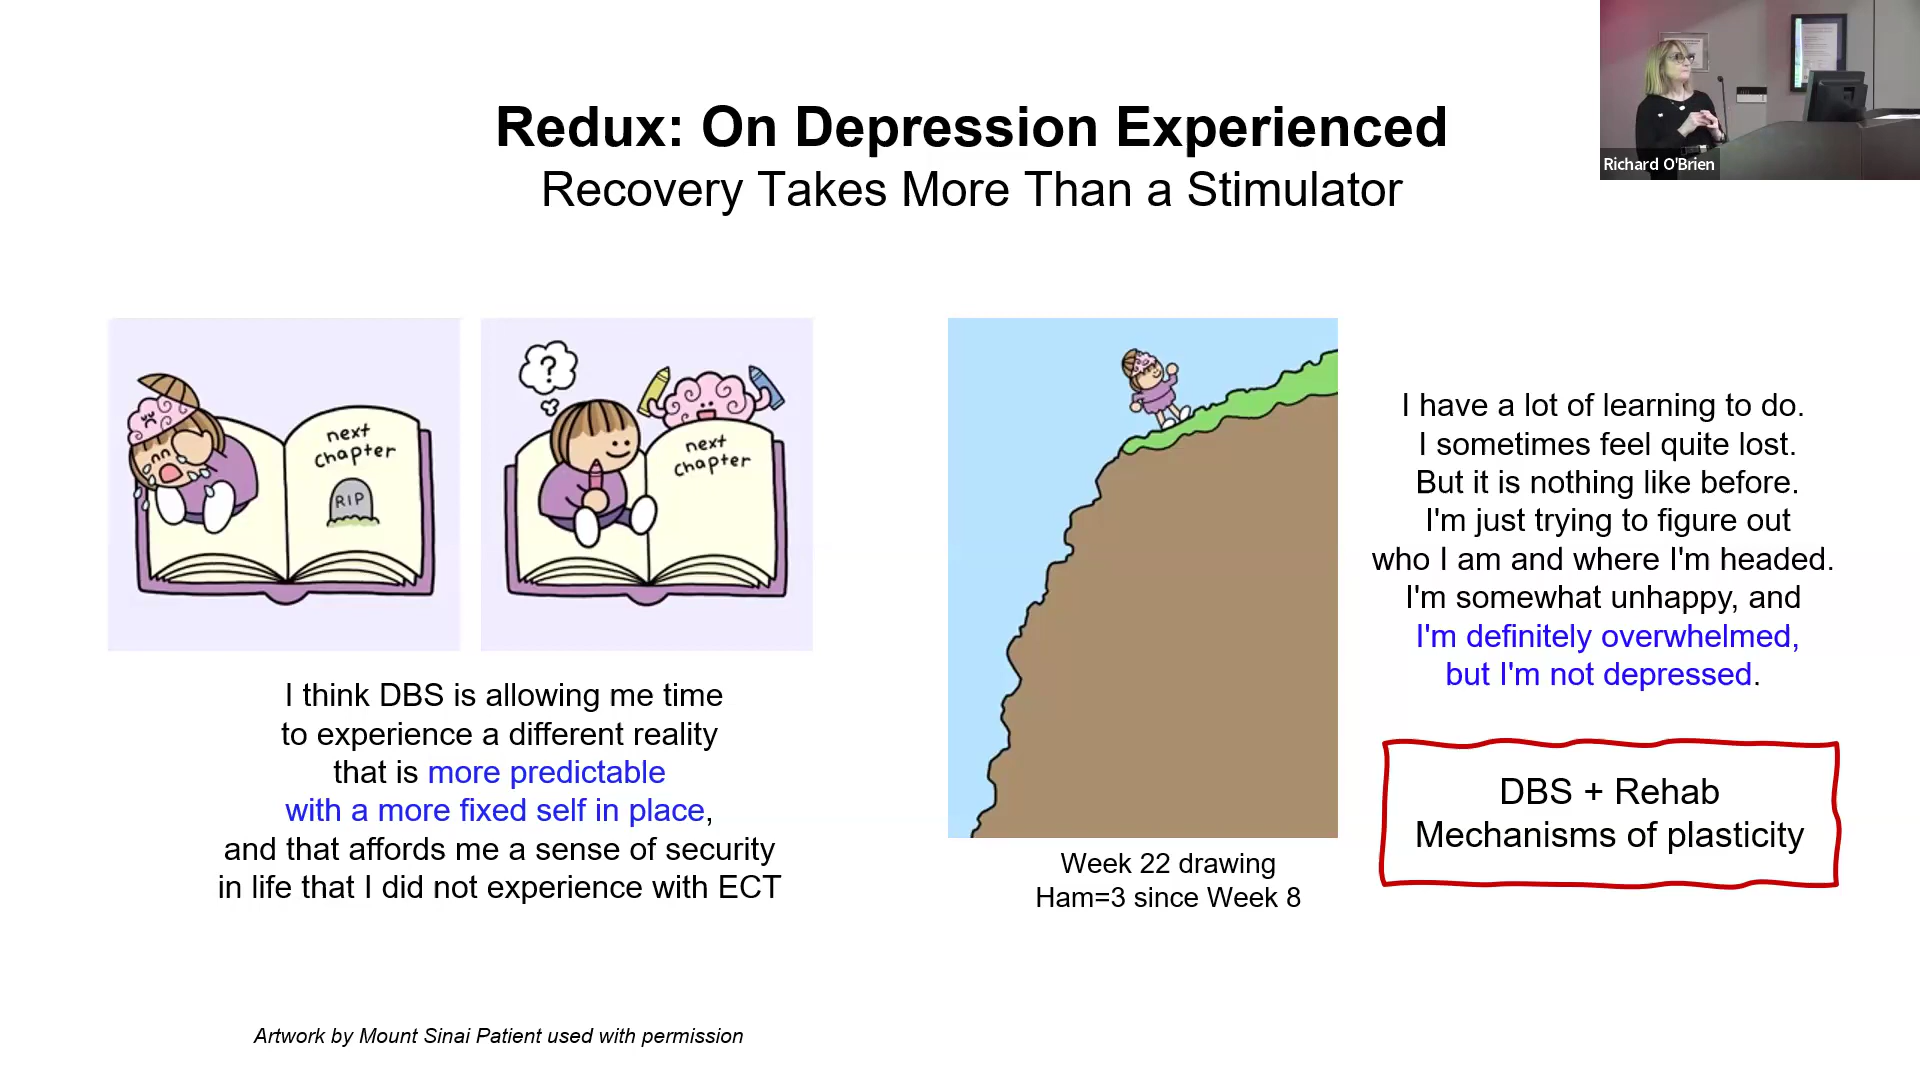 Redux: On Depression Experienced
Recovery Takes More Than a Stimulator
Richard O'Brien
next
chapter
RIP
?
next
chapter
I think DBS is allowing me time
to experience a different reality
that is more predictable
with a more fixed self in place,
and that affords me a sense of security
in life that I did not experience with ECT
Week 22 drawing
Ham=3 since Week 8
I have a lot of learning to do.
I sometimes feel quite lost.
But it is nothing like before.
I'm just trying to figure out
who I am and where I'm headed.
I'm somewhat unhappy, and
I'm definitely overwhelmed,
but I'm not depressed.
DBS + Rehab
Mechanisms of plasticity
Artwork by Mount Sinai Patient used with permission